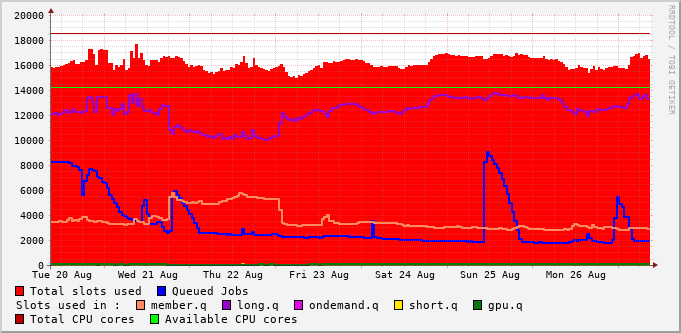 RRDTOOL / TOBI OETIKER
20000
18000
16000
14000
12000
10000
8000
6000
4000
2000
0
Tue 20 Aug Wed 21 Aug Thu 22 Aug Fri 23 Aug Sat 24 Aug Sun 25 Aug Mon 26 Aug
Total slots used Queued Jobs
Slots used in : member.q long.q ondemand.q short.q gpu.q
Total CPU cores Available CPU cores